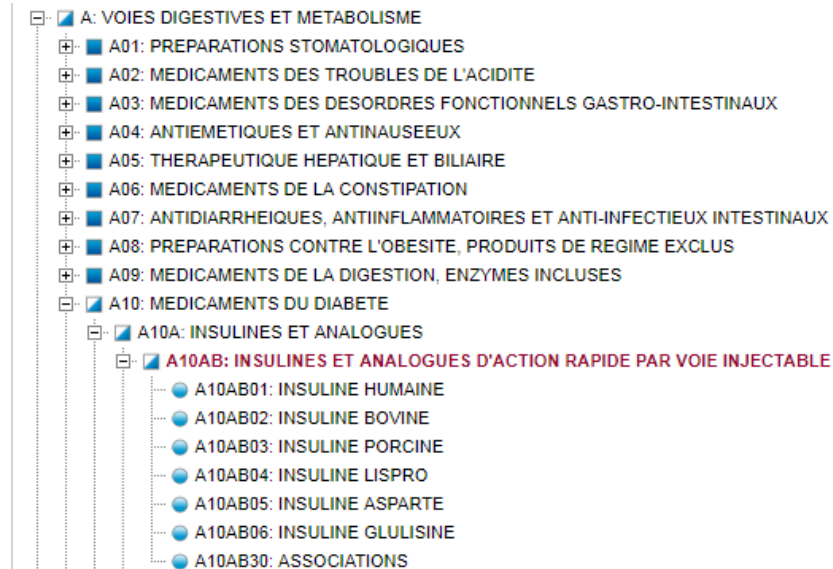 A: VOIES DIGESTIVES ET METABOLISME
A01: PREPARATIONS STOMATOLOGIQUES
A02: MEDICAMENTS DES TROUBLES DE L'ACIDITE
A03: MEDICAMENTS DES DESORDRES FONCTIONNELS GASTRO-INTESTINAUX
A04: ANTIEMETIQUES ET ANTINAUSEEUX
A05: THERAPEUTIQUE HEPATIQUE ET BILIAIRE
A06: MEDICAMENTS DE LA CONSTIPATION
A07: ANTIDIARRHEIQUES, ANTIINFLAMMATOIRES ET ANTI-INFECTIEUX INTESTINAUX
A08: PREPARATIONS CONTRE L'OBESITE, PRODUITS DE REGIME EXCLUS
A09: MEDICAMENTS DE LA DIGESTION, ENZYMES INCLUSES
A10: MEDICAMENTS DU DIABETE
A10A: INSULINES ET ANALOGUES
A10AB: INSULINES ET ANALOGUES D'ACTION RAPIDE PAR VOIE INJECTABLE
A10AB01: INSULINE HUMAINE
A10AB02: INSULINE BOVINE
A10AB03: INSULINE PORCINE
A10AB04: INSULINE LISPRO
A10AB05: INSULINE ASPARTE
A10AB06: INSULINE GLULISINE
A10AB30: ASSOCIATIONS